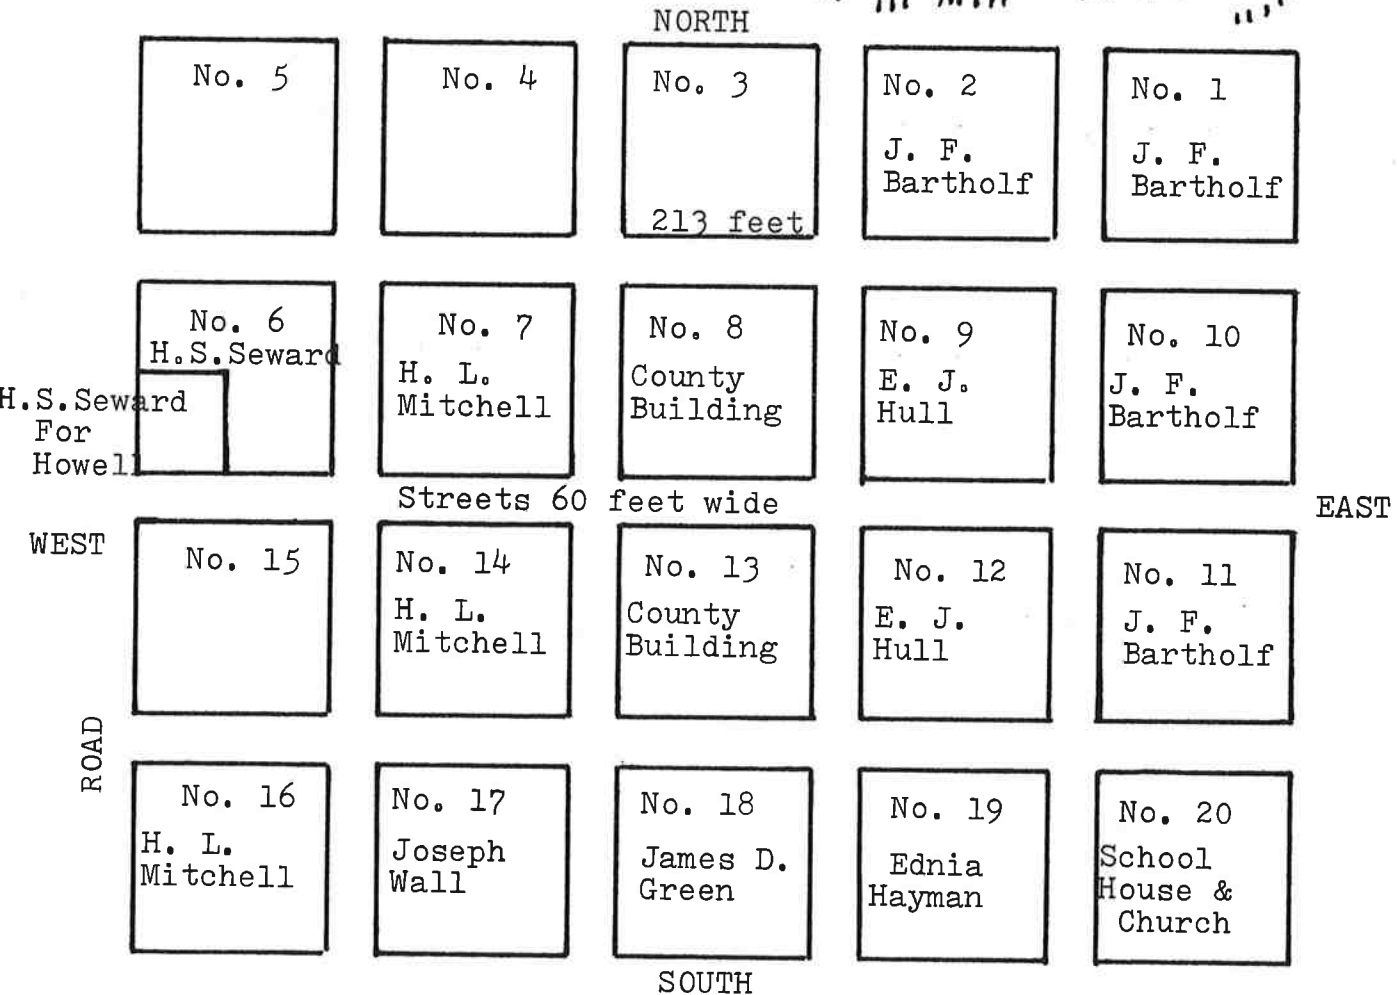 NORTH
No. 5
No. 4
No. 3
213 feet
No. 2
J. F.
Bartholf
No. 1
J. F.
Bartholf
No. 6
H.S.Seward
H.S.Seward
For
Howell
No. 7
H. L.
Mitchell
No. 8
County
Building
No. 9
E. J.
Hull
No. 10
J. F.
Bartholf
Streets 60 feet wide
EAST
WEST
No. 15
No. 14
H. L.
Mitchell
No. 13
County
Building
No. 12
E. J.
Hull
No. 11
J. F.
Bartholf
ROAD
No. 16
H. L.
Mitchell
No. 17
Joseph
Wall
No. 18
James D.
Green
No. 19
Ednia
Hayman
No. 20
School
House &
Church
SOUTH